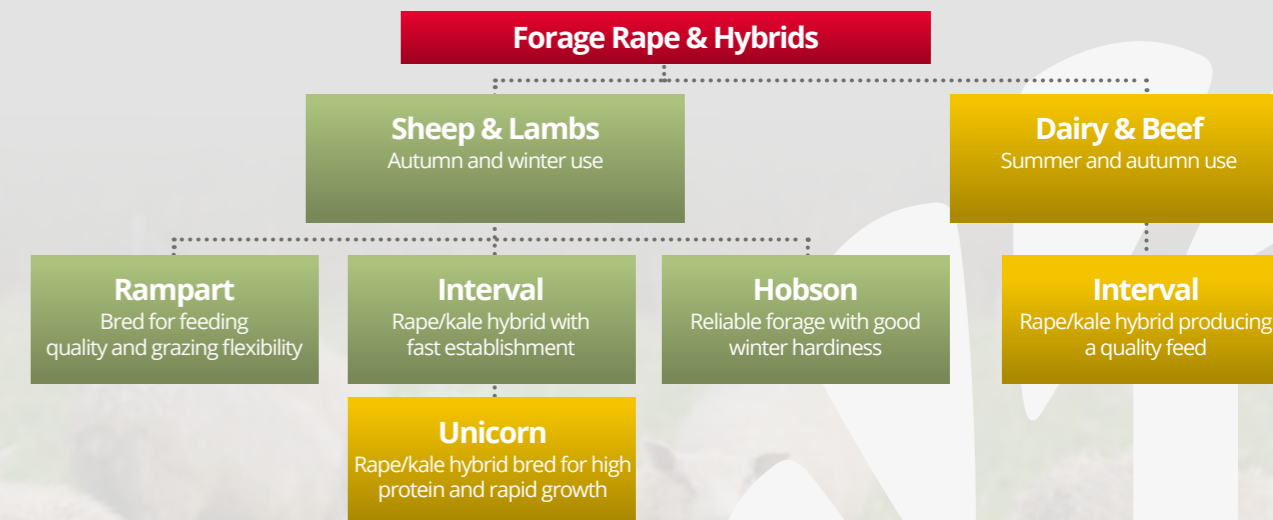 Forage Rape & Hybrids
Sheep & Lambs
Autumn and winter use
Dairy & Beef
Summer and autumn use
Rampart
Bred for feeding
quality and grazing flexibility
Interval
Rape/kale hybrid with
fast establishment
Hobson
Reliable forage with good
winter hardiness
Interval
Rape/kale hybrid producing
a quality feed
Unicorn
Rape/kale hybrid bred for high
protein and rapid growth